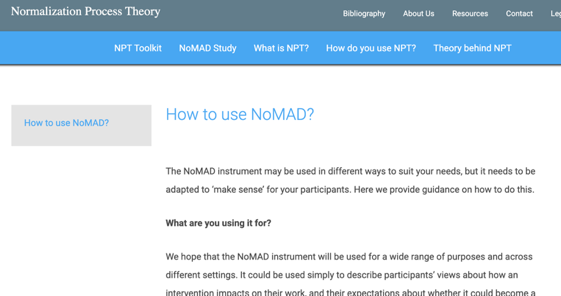 Normalization Process Theory
Bibliography About Us Resources Contact Leg
NPT Toolkit NoMAD Study What is NPT? How do you use NPT? Theory behind NPT
How to use NoMAD?
How to use NoMAD?
The NoMAD instrument may be used in different ways to suit your needs, but it needs to be
adapted to ‘make sense’ for your participants. Here we provide guidance on how to do this.
What are you using it for?
We hope that the NoMAD instrument will be used for a wide range of purposes and across
different settings. It could be used simply to describe participants’ views about how an
intervention impacts on their work, and their expectations about whether it could become a